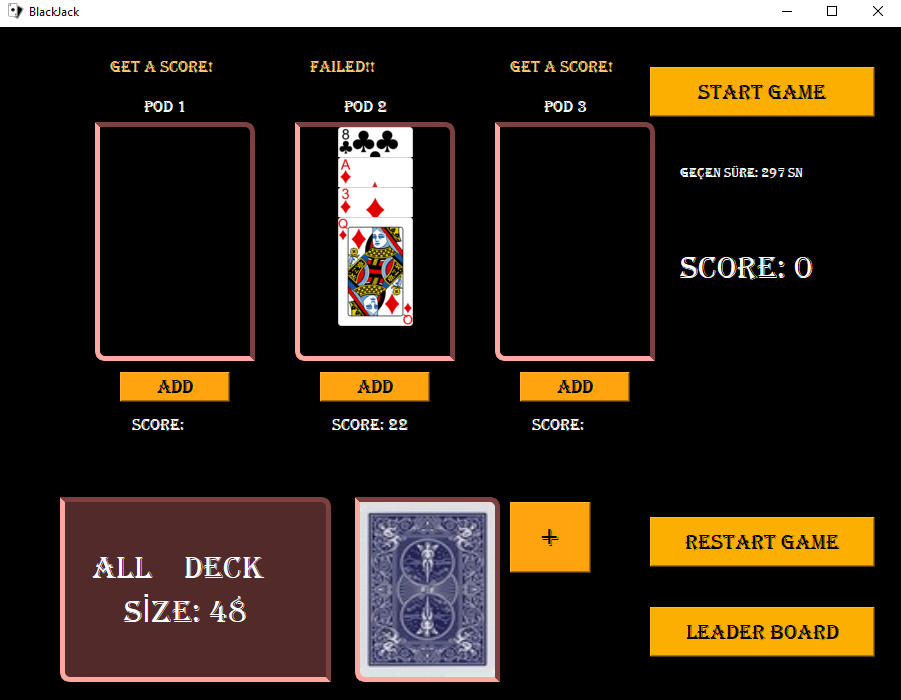 BlackJack
GET A SCORE! FAILED!! GET A SCORE!
START GAME
POD 1 POD 2 POD 3
8
A
3
Q
Q
GEÇEN SÜRE: 297 SN
SCORE: 0
ADD ADD ADD
SCORE: SCORE: 22 SCORE:
ALL DECK
SİZE: 48
+
RESTART GAME
LEADER BOARD